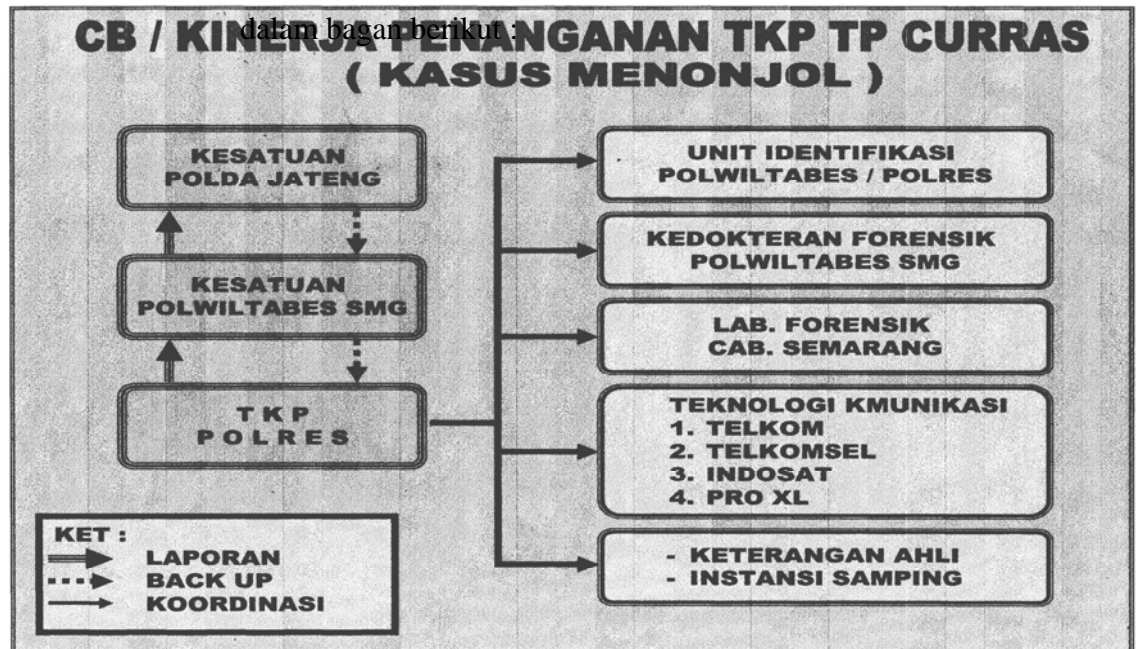 dalam bagan berikut :
CB / KINERJA PENANGANAN TKP TP CURRAS
( KASUS MENONJOL )
KESATUAN
POLDA JATENG
KESATUAN
POLWILTABES SMG
T K P
P O L R E S
UNIT IDENTIFIKASI
POLWILTABES / POLRES
KEDOKTERAN FORENSIK
POLWILTABES SMG
LAB. FORENSIK
CAB. SEMARANG
TEKNOLOGI KMUNIKASI
1. TELKOM
2. TELKOMSEL
3. INDOSAT
4. PRO XL
- KETERANGAN AHLI
- INSTANSI SAMPING
KET :
LAPORAN
BACK UP
KOORDINASI